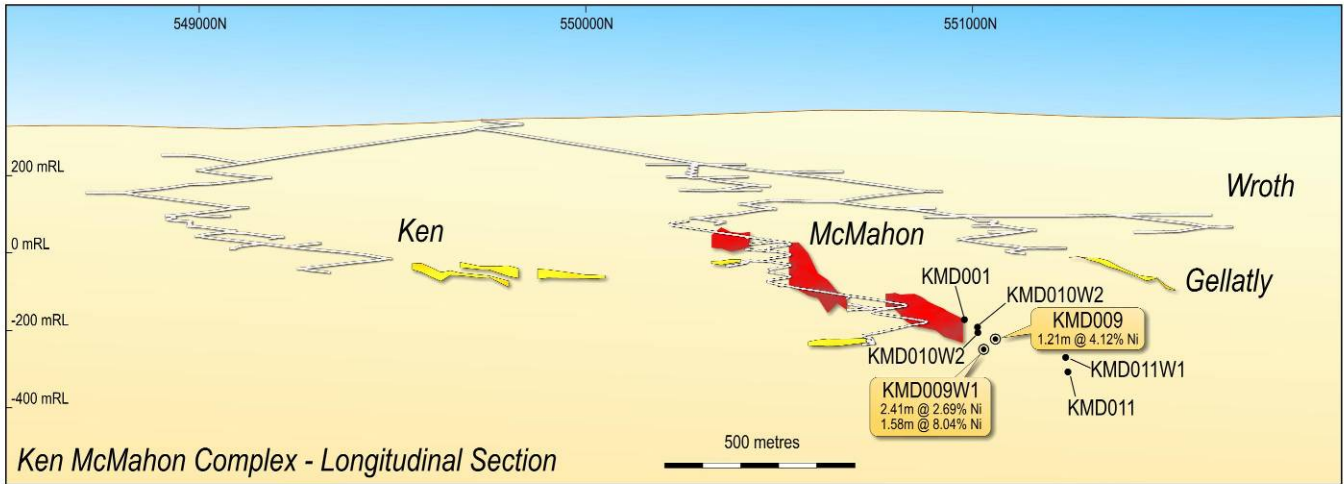 549000N
550000N
551000N
200 mRL
Wroth
Ken
McMahon
0 mRL
Gellatly
KMD001
KMD010W2
KMD009
1.21m @ 4.12% Ni
-200 mRL
KMD010W2
KMD011W1
KMD009W1
2.41m @ 2.69% Ni
1.58m @ 8.04% Ni
KMD011
-400 mRL
500 metres
Ken McMahon Complex - Longitudinal Section